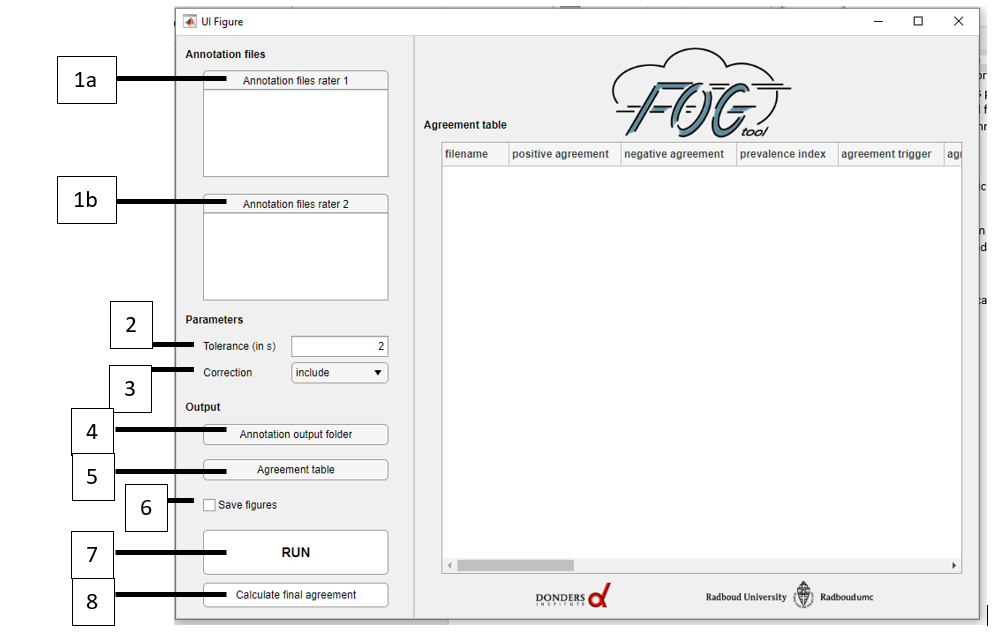 UI Figure
Annotation files
1a
Annotation files rater 1
1b
Annotation files rater 2
Parameters
2
Tolerance (in s)
2
3
Correction
include
Output
4
Annotation output folder
5
Agreement table
6
Save figures
7
RUN
8
Calculate final agreement
FOG
tool
Agreement table
filename positive agreement negative agreement prevalence index agreement trigger agr
DONDERS
INSTITUTE
Radboud University Radboudumc